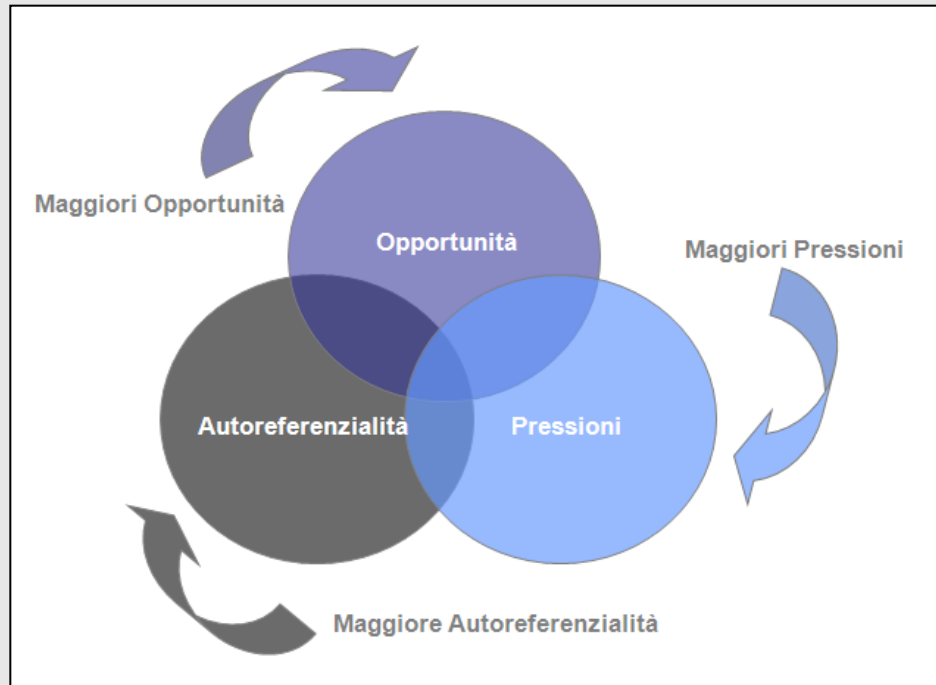 Maggiori Opportunità
Opportunità
Maggiori Pressioni
Autoreferenzialità
Pressioni
Maggiore Autoreferenzialità